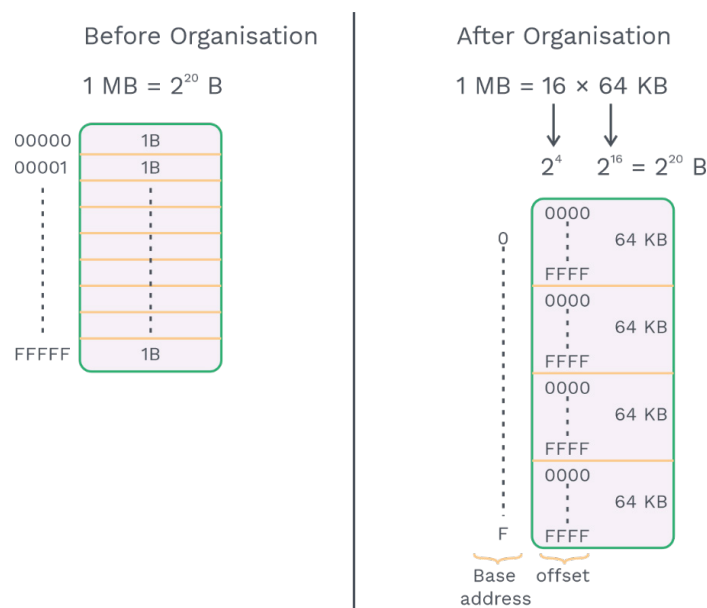 Before Organisation
1 MB = 2²⁰ B
00000 1B
00001 1B
FFFFF 1B
After Organisation
1 MB = 16 × 64 KB
2⁴ 2¹⁶ = 2²⁰ B
0000
0 64 KB
FFFF
0000
64 KB
FFFF
0000
64 KB
FFFF
0000
64 KB
F FFFF
Base offset
address